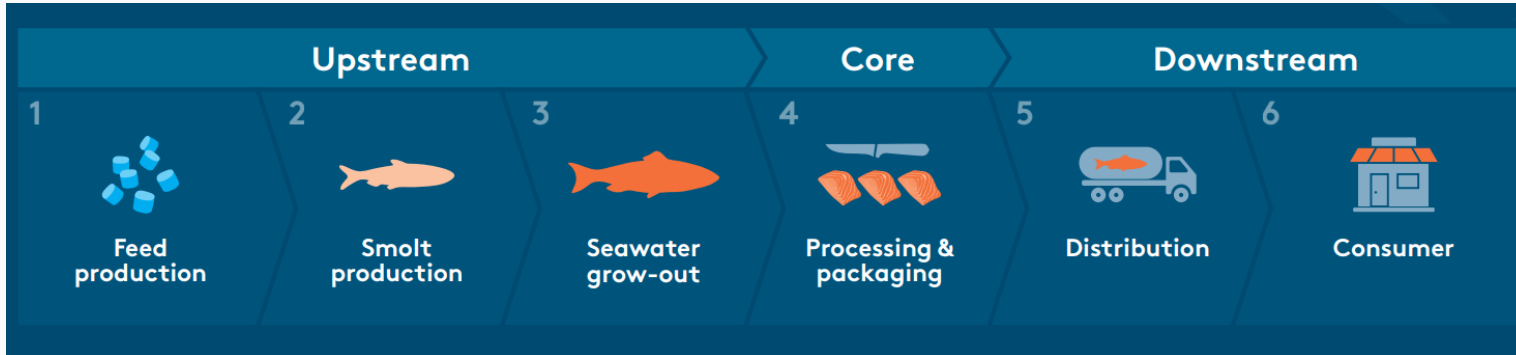 Upstream
Core
Downstream
1
2
3
4
5
6
Feed
production
Smolt
production
Seawater
grow-out
Processing &
packaging
Distribution
Consumer